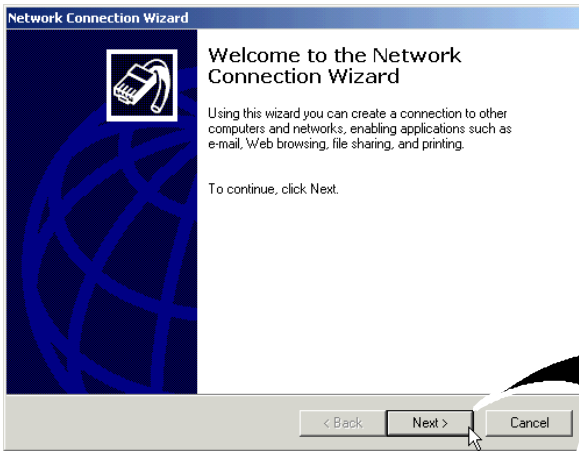 Network Connection Wizard
Welcome to the Network
Connection Wizard
Using this wizard you can create a connection to other
computers and networks, enabling applications such as
e-mail, Web browsing, file sharing, and printing.
To continue, click Next.
< Back Next > Cancel